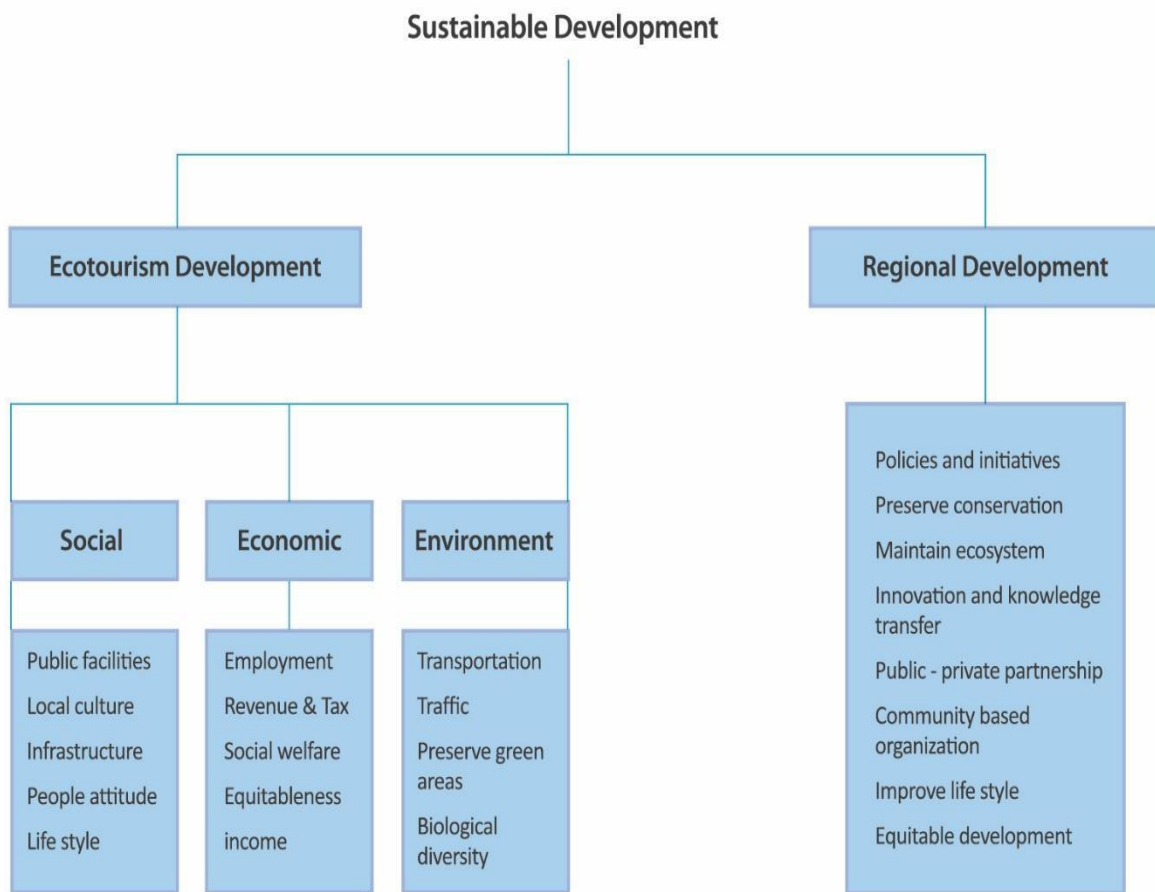 Sustainable Development
Ecotourism Development
Regional Development
Social
Economic
Environment
Public facilities
Local culture
Infrastructure
People attitude
Life style
Employment
Revenue & Tax
Social welfare
Equitableness
income
Transportation
Traffic
Preserve green
areas
Biological
diversity
Policies and initiatives
Preserve conservation
Maintain ecosystem
Innovation and knowledge
transfer
Public - private partnership
Community based
organization
Improve life style
Equitable development